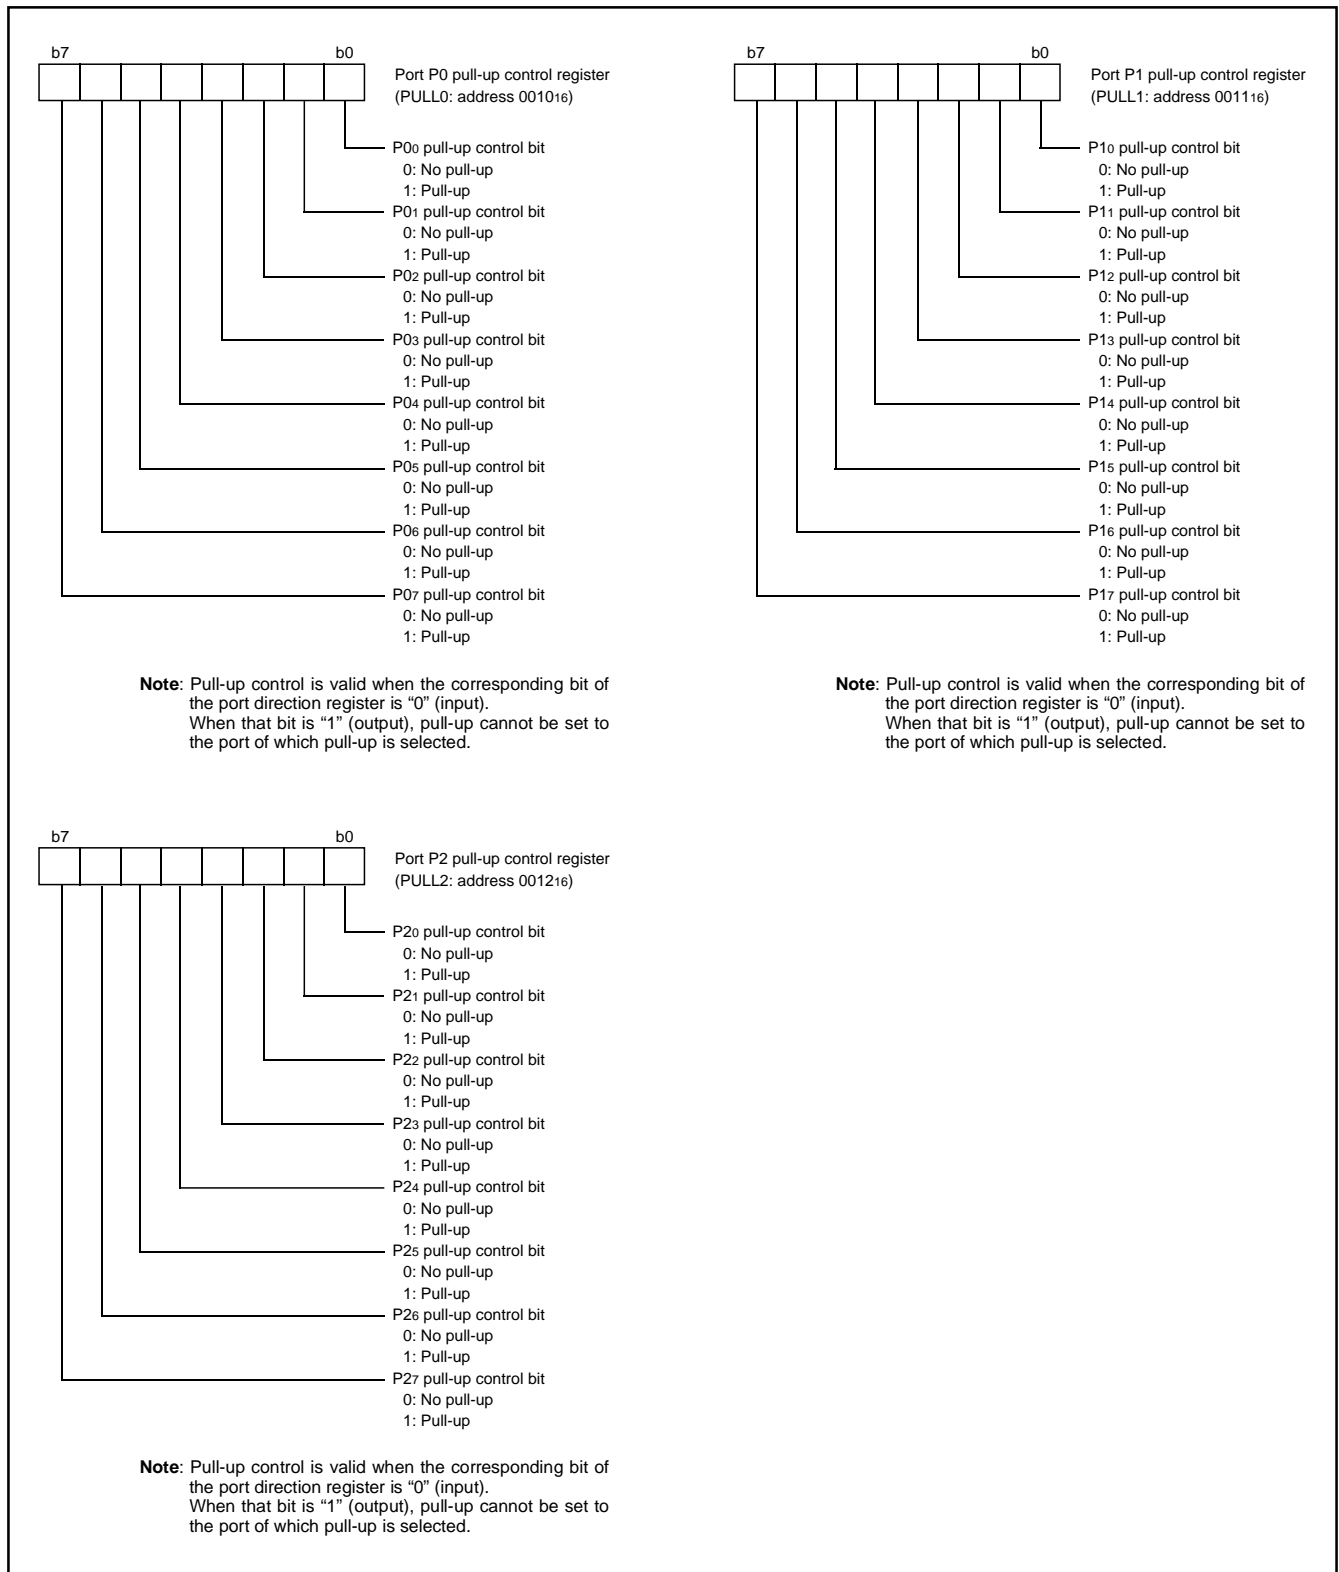 b7 b0
Port P0 pull-up control register
(PULL0: address 001016)
P00 pull-up control bit
0: No pull-up
1: Pull-up
P01 pull-up control bit
0: No pull-up
1: Pull-up
P02 pull-up control bit
0: No pull-up
1: Pull-up
P03 pull-up control bit
0: No pull-up
1: Pull-up
P04 pull-up control bit
0: No pull-up
1: Pull-up
P05 pull-up control bit
0: No pull-up
1: Pull-up
P06 pull-up control bit
0: No pull-up
1: Pull-up
P07 pull-up control bit
0: No pull-up
1: Pull-up
Note: Pull-up control is valid when the corresponding bit of
the port direction register is “0” (input).
When that bit is “1” (output), pull-up cannot be set to
the port of which pull-up is selected.
b7 b0
Port P1 pull-up control register
(PULL1: address 001116)
P10 pull-up control bit
0: No pull-up
1: Pull-up
P11 pull-up control bit
0: No pull-up
1: Pull-up
P12 pull-up control bit
0: No pull-up
1: Pull-up
P13 pull-up control bit
0: No pull-up
1: Pull-up
P14 pull-up control bit
0: No pull-up
1: Pull-up
P15 pull-up control bit
0: No pull-up
1: Pull-up
P16 pull-up control bit
0: No pull-up
1: Pull-up
P17 pull-up control bit
0: No pull-up
1: Pull-up
Note: Pull-up control is valid when the corresponding bit of
the port direction register is “0” (input).
When that bit is “1” (output), pull-up cannot be set to
the port of which pull-up is selected.
b7 b0
Port P2 pull-up control register
(PULL2: address 001216)
P20 pull-up control bit
0: No pull-up
1: Pull-up
P21 pull-up control bit
0: No pull-up
1: Pull-up
P22 pull-up control bit
0: No pull-up
1: Pull-up
P23 pull-up control bit
0: No pull-up
1: Pull-up
P24 pull-up control bit
0: No pull-up
1: Pull-up
P25 pull-up control bit
0: No pull-up
1: Pull-up
P26 pull-up control bit
0: No pull-up
1: Pull-up
P27 pull-up control bit
0: No pull-up
1: Pull-up
Note: Pull-up control is valid when the corresponding bit of
the port direction register is “0” (input).
When that bit is “1” (output), pull-up cannot be set to
the port of which pull-up is selected.